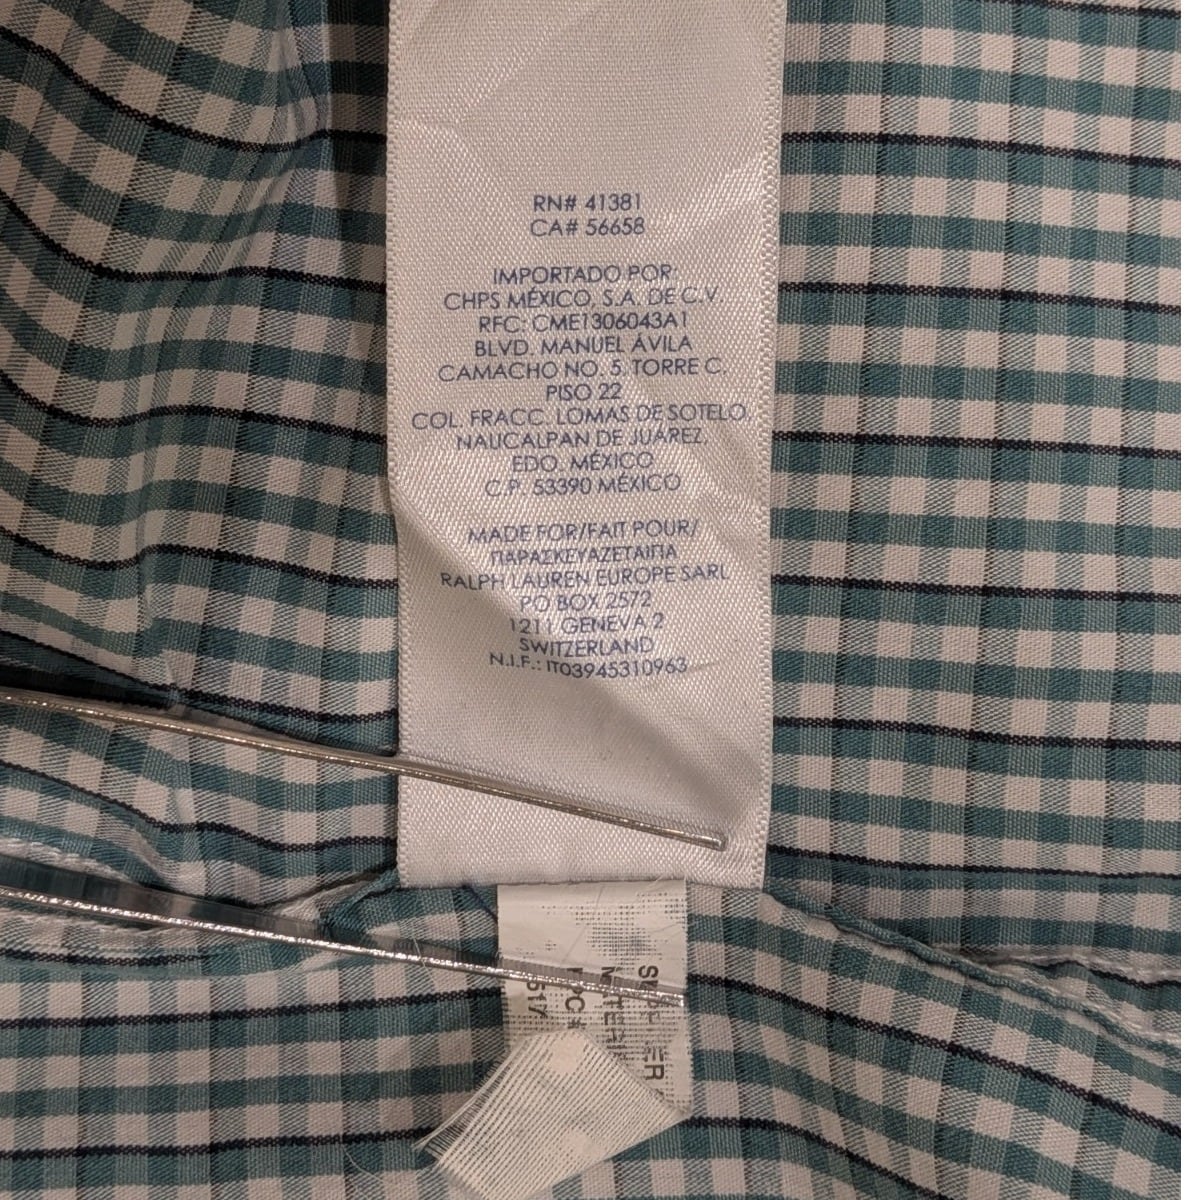 RN# 41381
CA# 56658
IMPORTADO POR:
CHPS MÉXICO, S.A. DE C.V.
RFC: CME1306043A1
BLVD. MANUEL ÁVILA
CAMACHO NO. 5, TORRE C.
PISO 22
COL. FRACC. LOMAS DE SOTELO,
NAUCALPAN DE JUÁREZ,
EDO. MÉXICO
C.P. 53390 MÉXICO
MADE FOR/FAIT POUR/
ΠΑΡΑΣΚΕΥΑΖΕΤΑΙΓΙΑ
RALPH LAUREN EUROPE SARL
PO BOX 2572
1211 GENEVA 2
SWITZERLAND
N.I.F.: IT03945310963